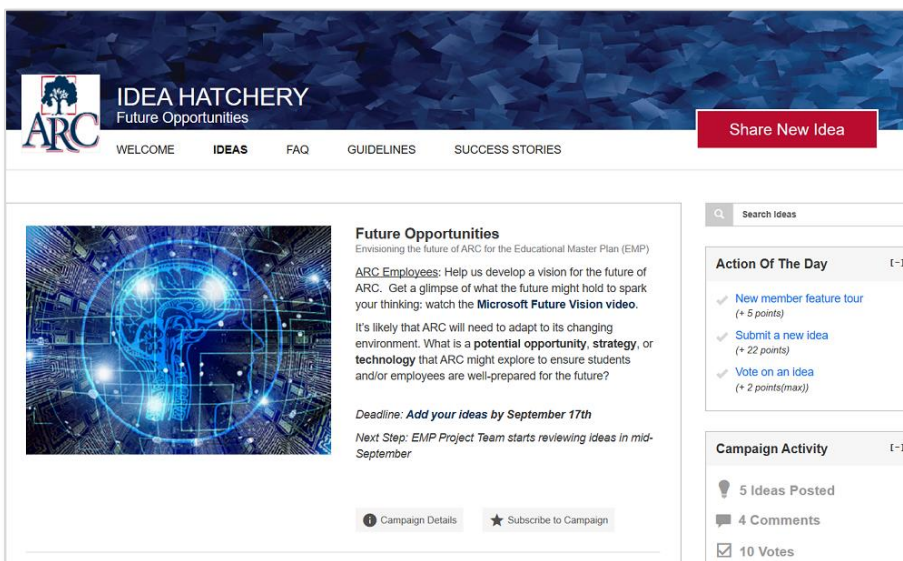 ARC
IDEA HATCHERY
Future Opportunities
Share New Idea
WELCOME
IDEAS
FAQ
GUIDELINES
SUCCESS STORIES
Future Opportunities
Envisioning the future of ARC for the Educational Master Plan (EMP)
ARC Employees: Help us develop a vision for the future of
ARC. Get a glimpse of what the future might hold to spark
your thinking: watch the Microsoft Future Vision video.
It's likely that ARC will need to adapt to its changing
environment. What is a potential opportunity, strategy, or
technology that ARC might explore to ensure students
and/or employees are well-prepared for the future?
Deadline: Add your ideas by September 17th
Next Step: EMP Project Team starts reviewing ideas in mid-
September
Campaign Details
Subscribe to Campaign
Search Ideas
Action Of The Day [-]
New member feature tour
(+ 5 points)
Submit a new idea
(+ 22 points)
Vote on an idea
(+ 2 points(max))
Campaign Activity [-]
5 Ideas Posted
4 Comments
10 Votes